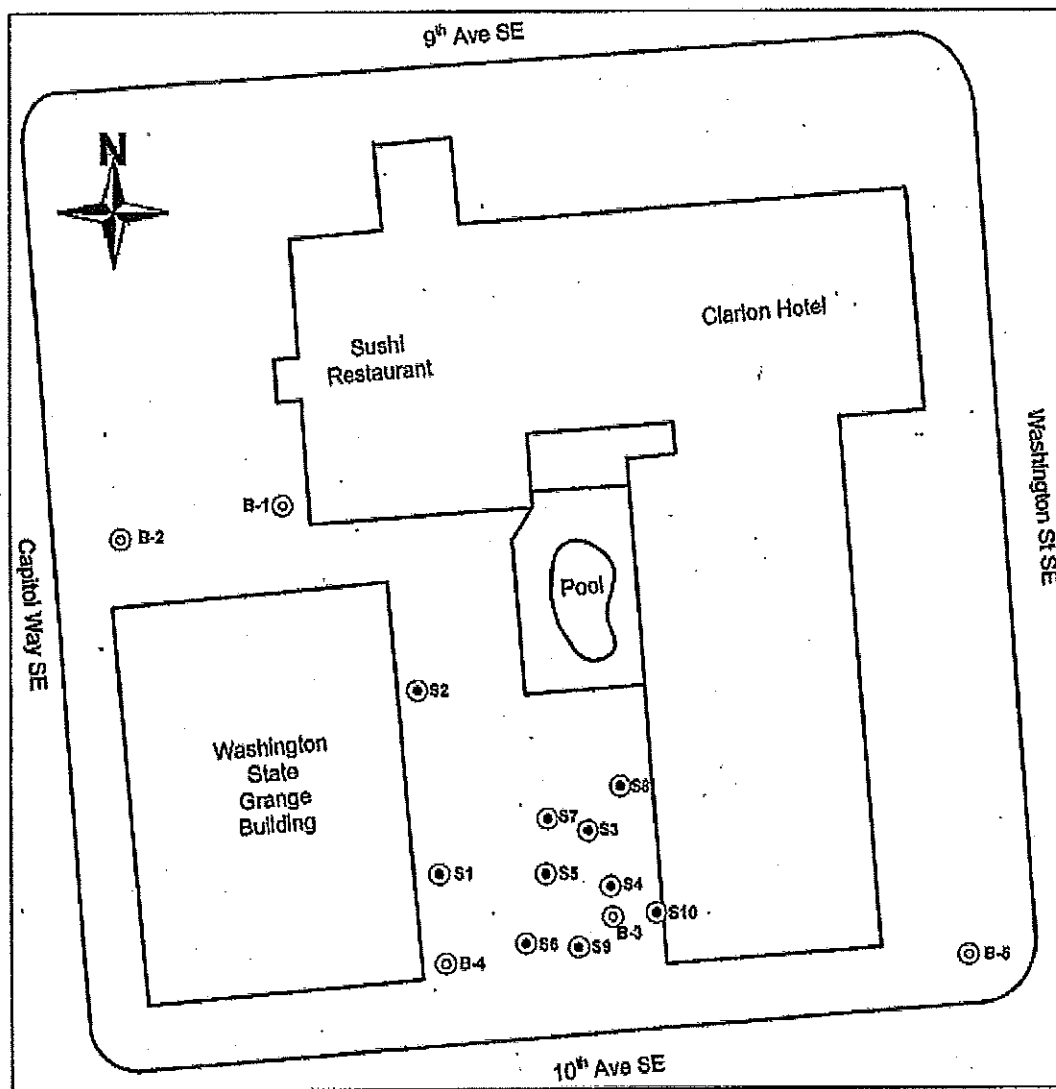 9th Ave SE
N
Clarion Hotel
Sushi
Restaurant
Washington St SE
B-1
B-2
Capitol Way SE
Pool
S2
Washington
State
Grange
Building
S8
S7
S3
S1
S5
S4
S10
B-3
S6
S9
B-4
10th Ave SE